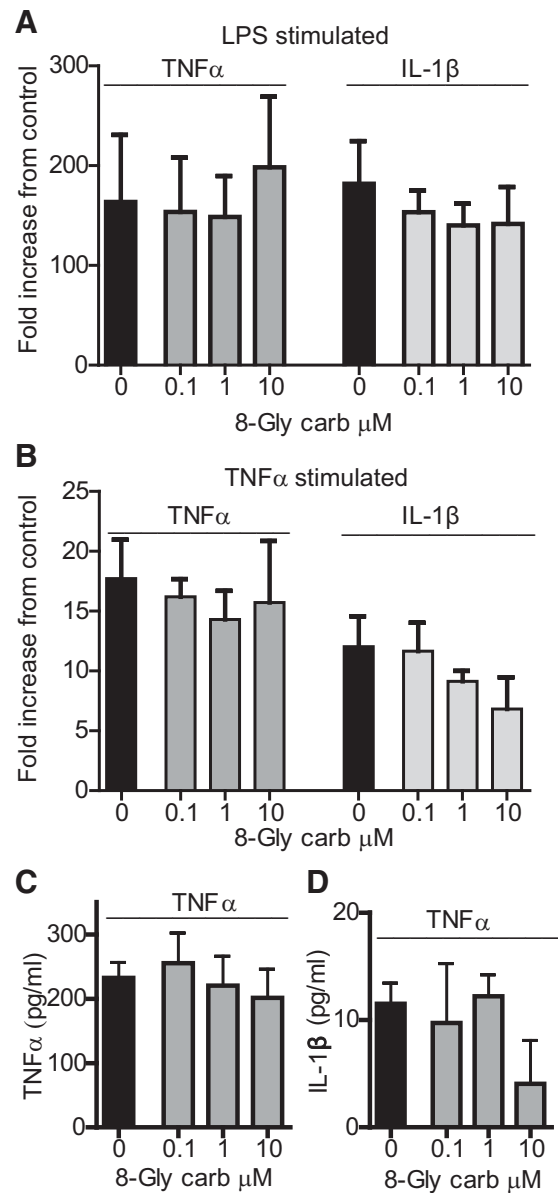 A
LPS stimulated
TNFα
IL-1β
Fold increase from control
300
200
100
0
0 0.1 1 10 0 0.1 1 10
8-Gly carb μM
B
TNFα stimulated
TNFα
IL-1β
Fold increase from control
25
20
15
10
5
0
0 0.1 1 10 0 0.1 1 10
8-Gly carb μM
C
TNFα
TNFα (pg/ml)
300
200
100
0
0 0.1 1 10
8-Gly carb μM
D
TNFα
IL-1β (pg/ml)
20
10
0
0 0.1 1 10
8-Gly carb μM